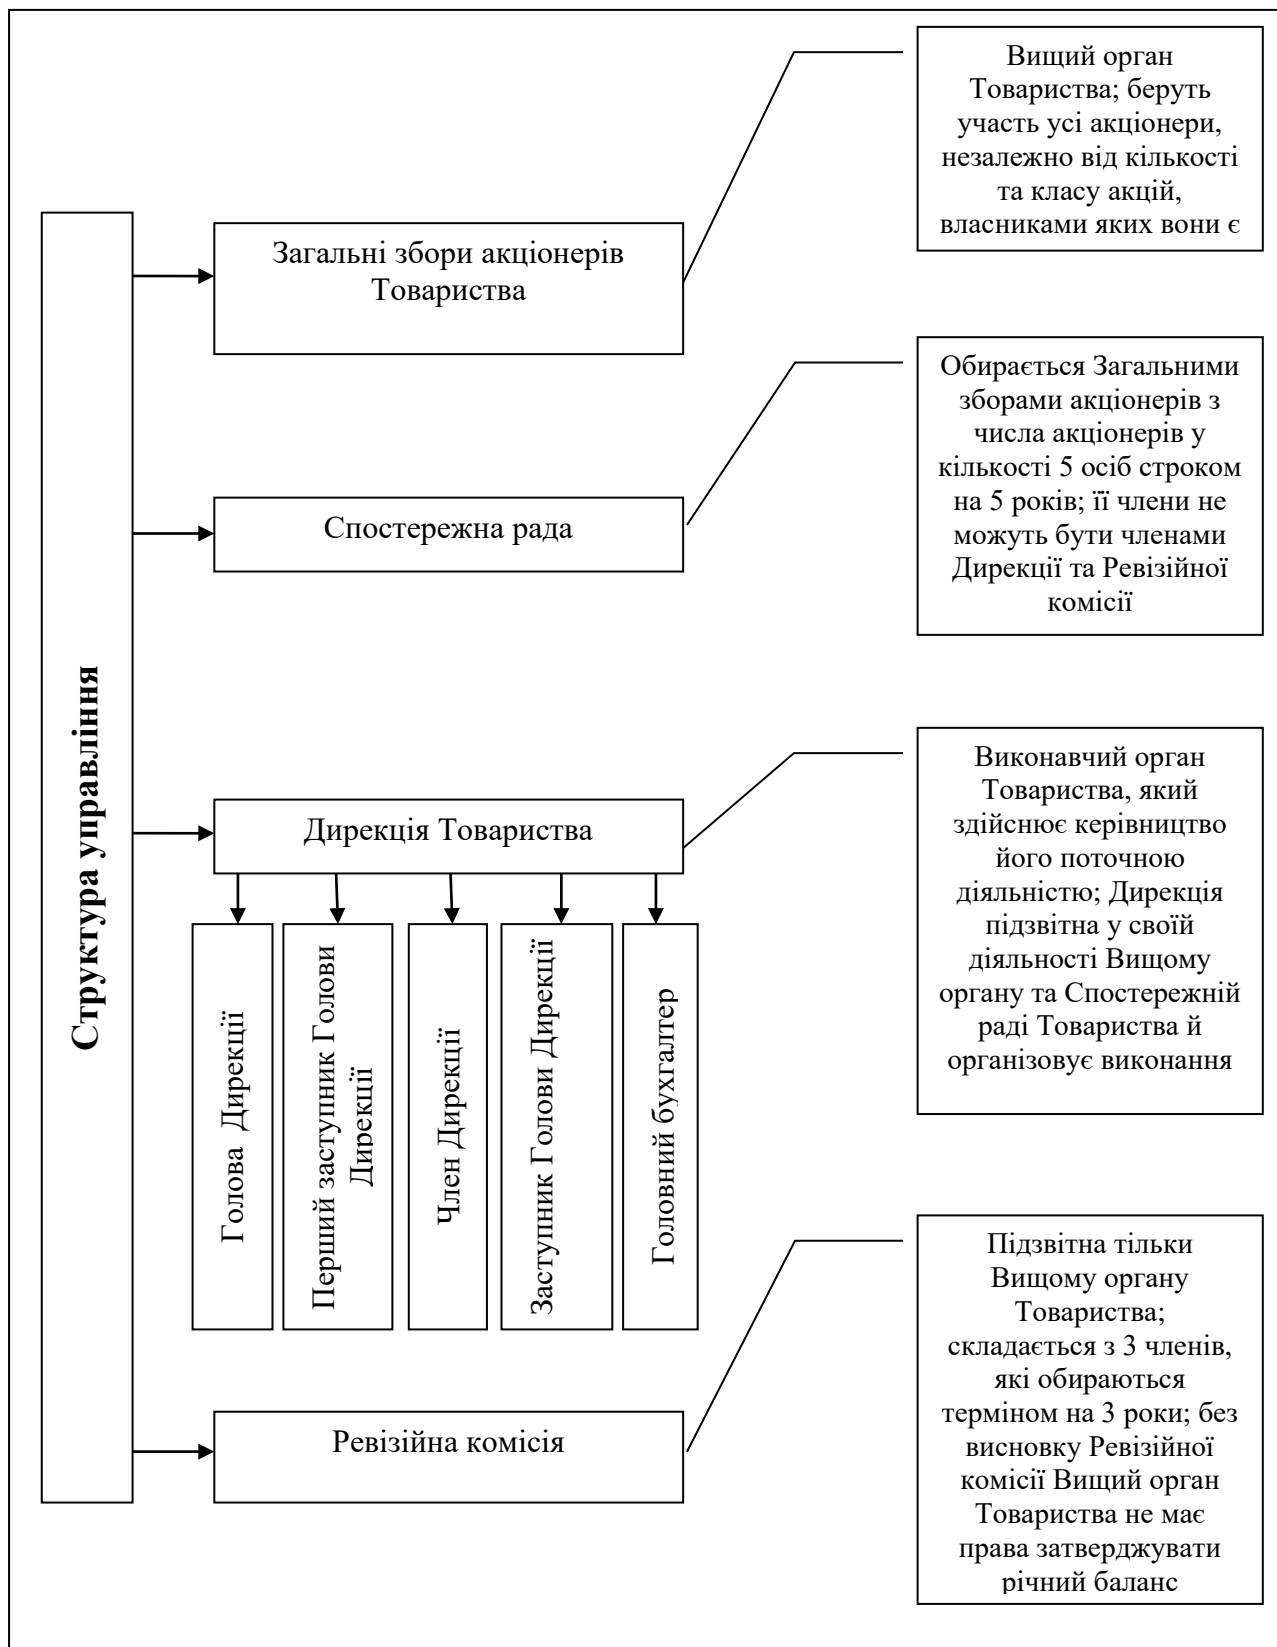 Структура управління
Загальні збори акціонерів
Товариства
Вищий орган
Товариства; беруть
участь усі акціонери,
незалежно від кількості
та класу акцій,
власниками яких вони є
Спостережна рада
Обирається Загальними
зборами акціонерів з
числа акціонерів у
кількості 5 осіб строком
на 5 років; її члени не
можуть бути членами
Дирекції та Ревізійної
комісії
Дирекція Товариства
Виконавчий орган
Товариства, який
здійснює керівництво
його поточною
діяльністю; Дирекція
підзвітна у своїй
діяльності Вищому
органу та Спостережній
раді Товариства й
організовує виконання
Голова Дирекції
Перший заступник Голови
Дирекції
Член Дирекції
Заступник Голови Дирекції
Головний бухгалтер
Ревізійна комісія
Підзвітна тільки
Вищому органу
Товариства;
складається з 3 членів,
які обираються
терміном на 3 роки; без
висновку Ревізійної
комісії Вищий орган
Товариства не має
права затверджувати
річний баланс